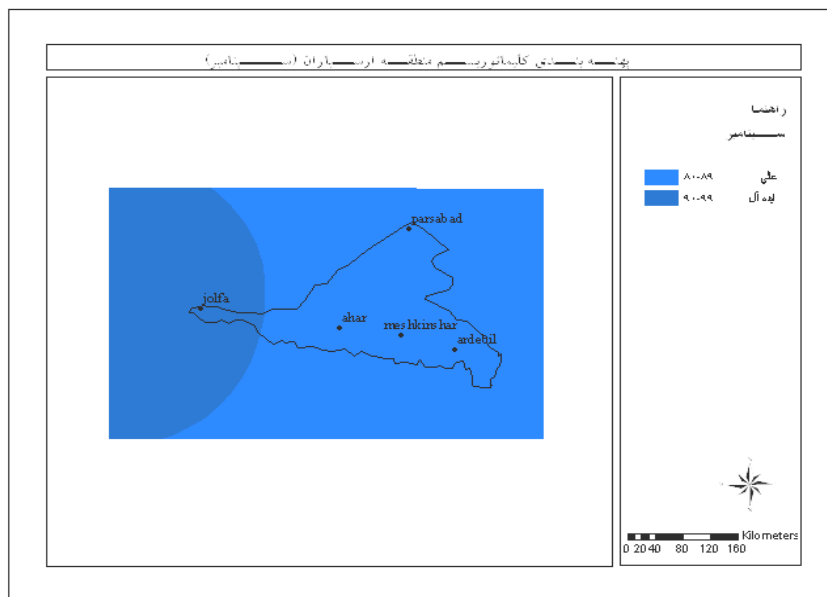 پهنه بندی کلیماتوریسم منطقه ارسباران (سپتامبر)
راهنما
سپتامبر
عالی ۸۰-۸۹
ایده آل ۹۰-۹۹
parsabad
jolfa
ahar
meshkinshar
ardebil
Kilometers
0 20 40 80 120 160